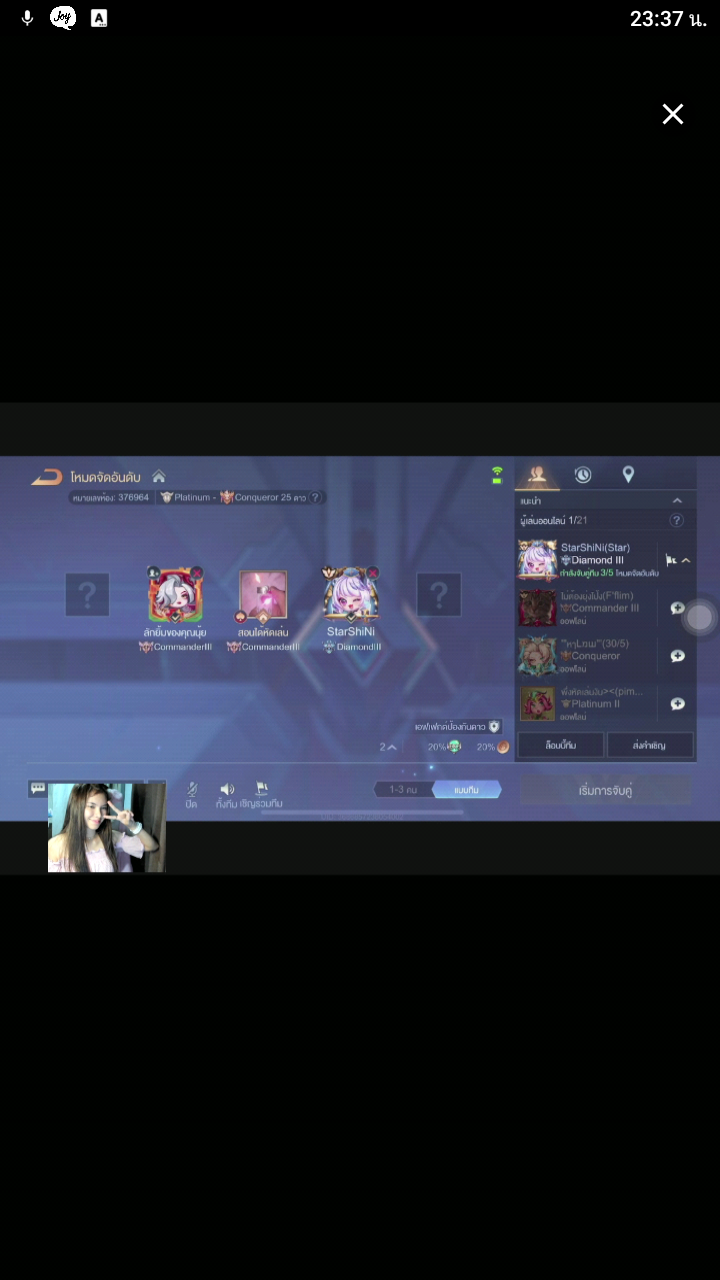 Joy
A
23:37 น.
โหมดจัดอันดับ
หมายเลขห้อง: 376964
Platinum - Conqueror 25 ดาว ?
แนะนำ
ผู้เล่นออนไลน์ 1/21
?
StarShiNi(Star)
Diamond III
กำลังจับคู่ทีม 3/5 โหมดจัดอันดับ
Commander III
ออฟไลน์
(30/5)
Conqueror
ออฟไลน์
พึ่งหัดเล่นงับ><(pim...
Platinum II
ออฟไลน์
?
?
ลักยิ้มของคุณนุ้ย
CommanderIII
สอนได้หัดเล่น
CommanderIII
StarShiNi
DiamondIII
เอฟเฟกต์ป้องกันดาว
2
20%
20%
ล็อบบี้ทีม
ส่งคำเชิญ
ปิด
ทั้งทีม
เชิญรวมทีม
1-3 คน
แบบทีม
เริ่มการจับคู่